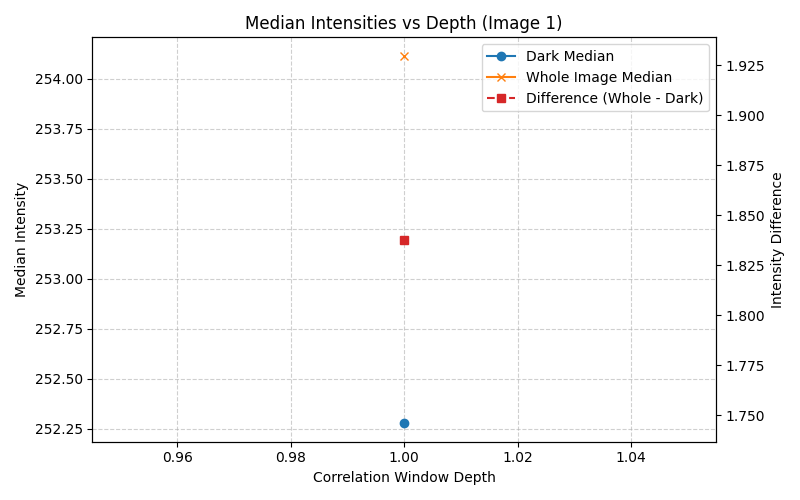 Median Intensities vs Depth (Image 1)
Dark Median
Whole Image Median
Difference (Whole - Dark)
Median Intensity
254.00
253.75
253.50
253.25
253.00
252.75
252.50
252.25
1.925
1.900
1.875
1.850
1.825
1.800
1.775
1.750
Intensity Difference
0.96 0.98 1.00 1.02 1.04
Correlation Window Depth